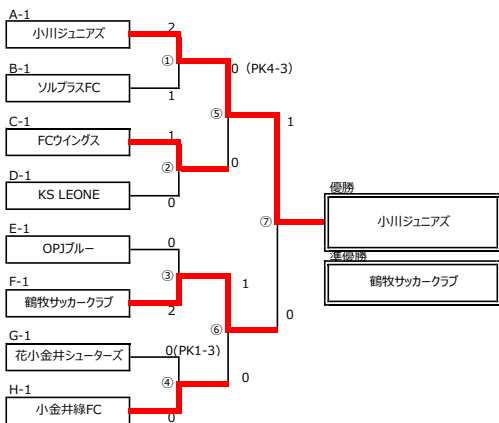 A-1
小川ジュニアズ
2
①
0（PK4-3）
B-1
ソルプラスFC
1
⑤
1
C-1
FCウイングス
1
②
0
D-1
KS LEONE
0
優勝
⑦
小川ジュニアズ
E-1
OPJブルー
0
準優勝
③
1
鶴牧サッカークラブ
F-1
鶴牧サッカークラブ
2
0
⑥
G-1
花小金井シューターズ
0(PK1-3)
④
0
H-1
小金井緑FC
0